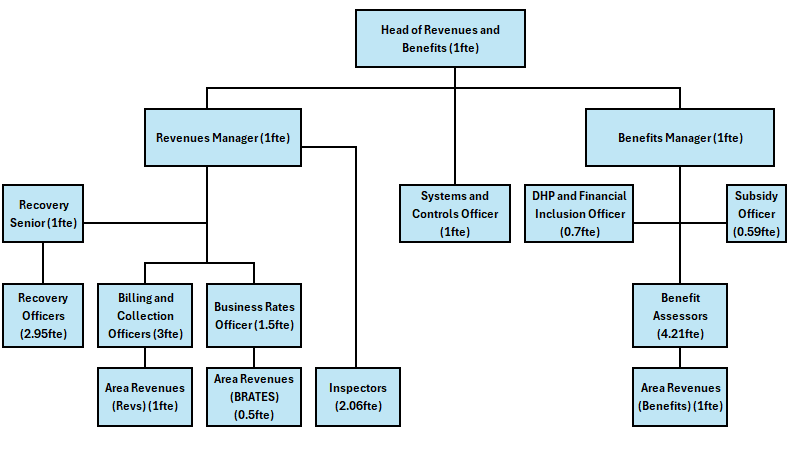 Head of Revenues and
Benefits (1fte)
Revenues Manager (1fte)
Benefits Manager (1fte)
Recovery
Senior (1fte)
Systems and
Controls Officer
(1fte)
DHP and Financial
Inclusion Officer
(0.7fte)
Subsidy
Officer
(0.59fte)
Recovery
Officers
(2.95fte)
Billing and
Collection
Officers (3fte)
Business Rates
Officer (1.5fte)
Benefit
Assessors
(4.21fte)
Area Revenues
(Revs) (1fte)
Area Revenues
(BRATES)
(0.5fte)
Inspectors
(2.06fte)
Area Revenues
(Benefits) (1fte)